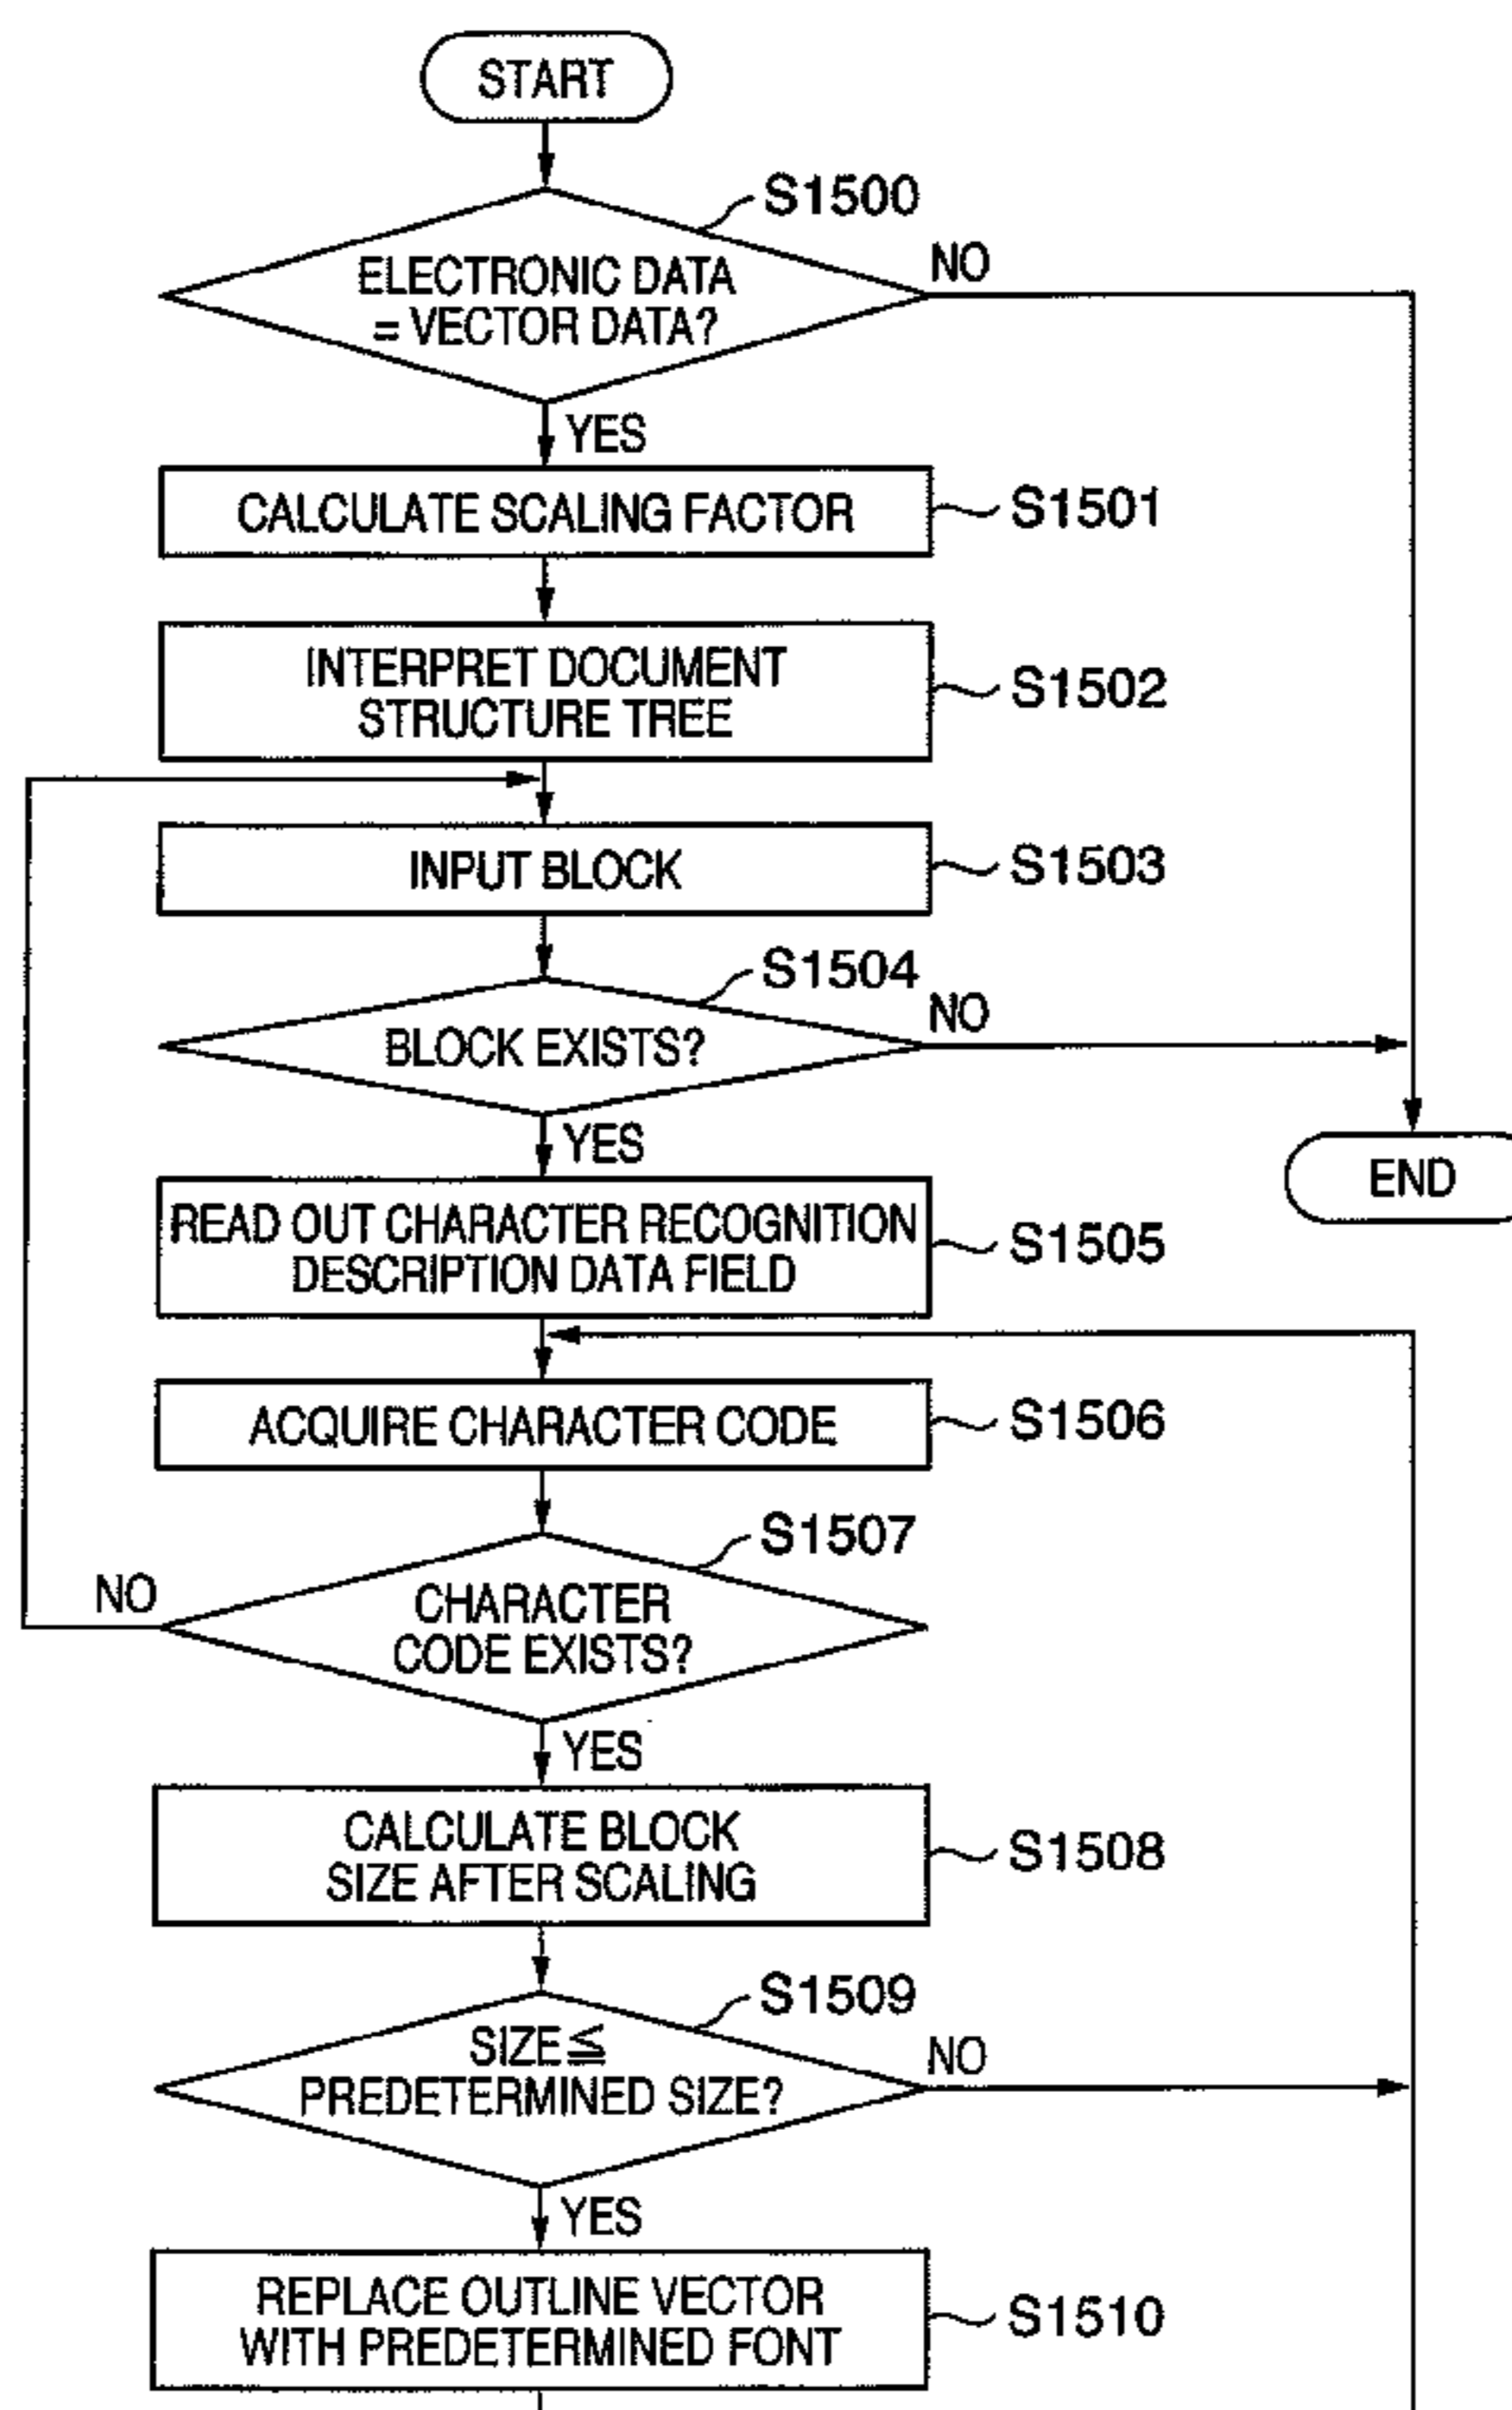 START
S1500
ELECTRONIC DATA
= VECTOR DATA?
NO
YES
CALCULATE SCALING FACTOR
S1501
INTERPRET DOCUMENT
STRUCTURE TREE
S1502
INPUT BLOCK
S1503
S1504
BLOCK EXISTS?
NO
YES
END
READ OUT CHARACTER RECOGNITION
DESCRIPTION DATA FIELD
S1505
ACQUIRE CHARACTER CODE
S1506
S1507
NO
CHARACTER
CODE EXISTS?
YES
CALCULATE BLOCK
SIZE AFTER SCALING
S1508
S1509
SIZE≦
PREDETERMINED SIZE?
NO
YES
REPLACE OUTLINE VECTOR
WITH PREDETERMINED FONT
S1510